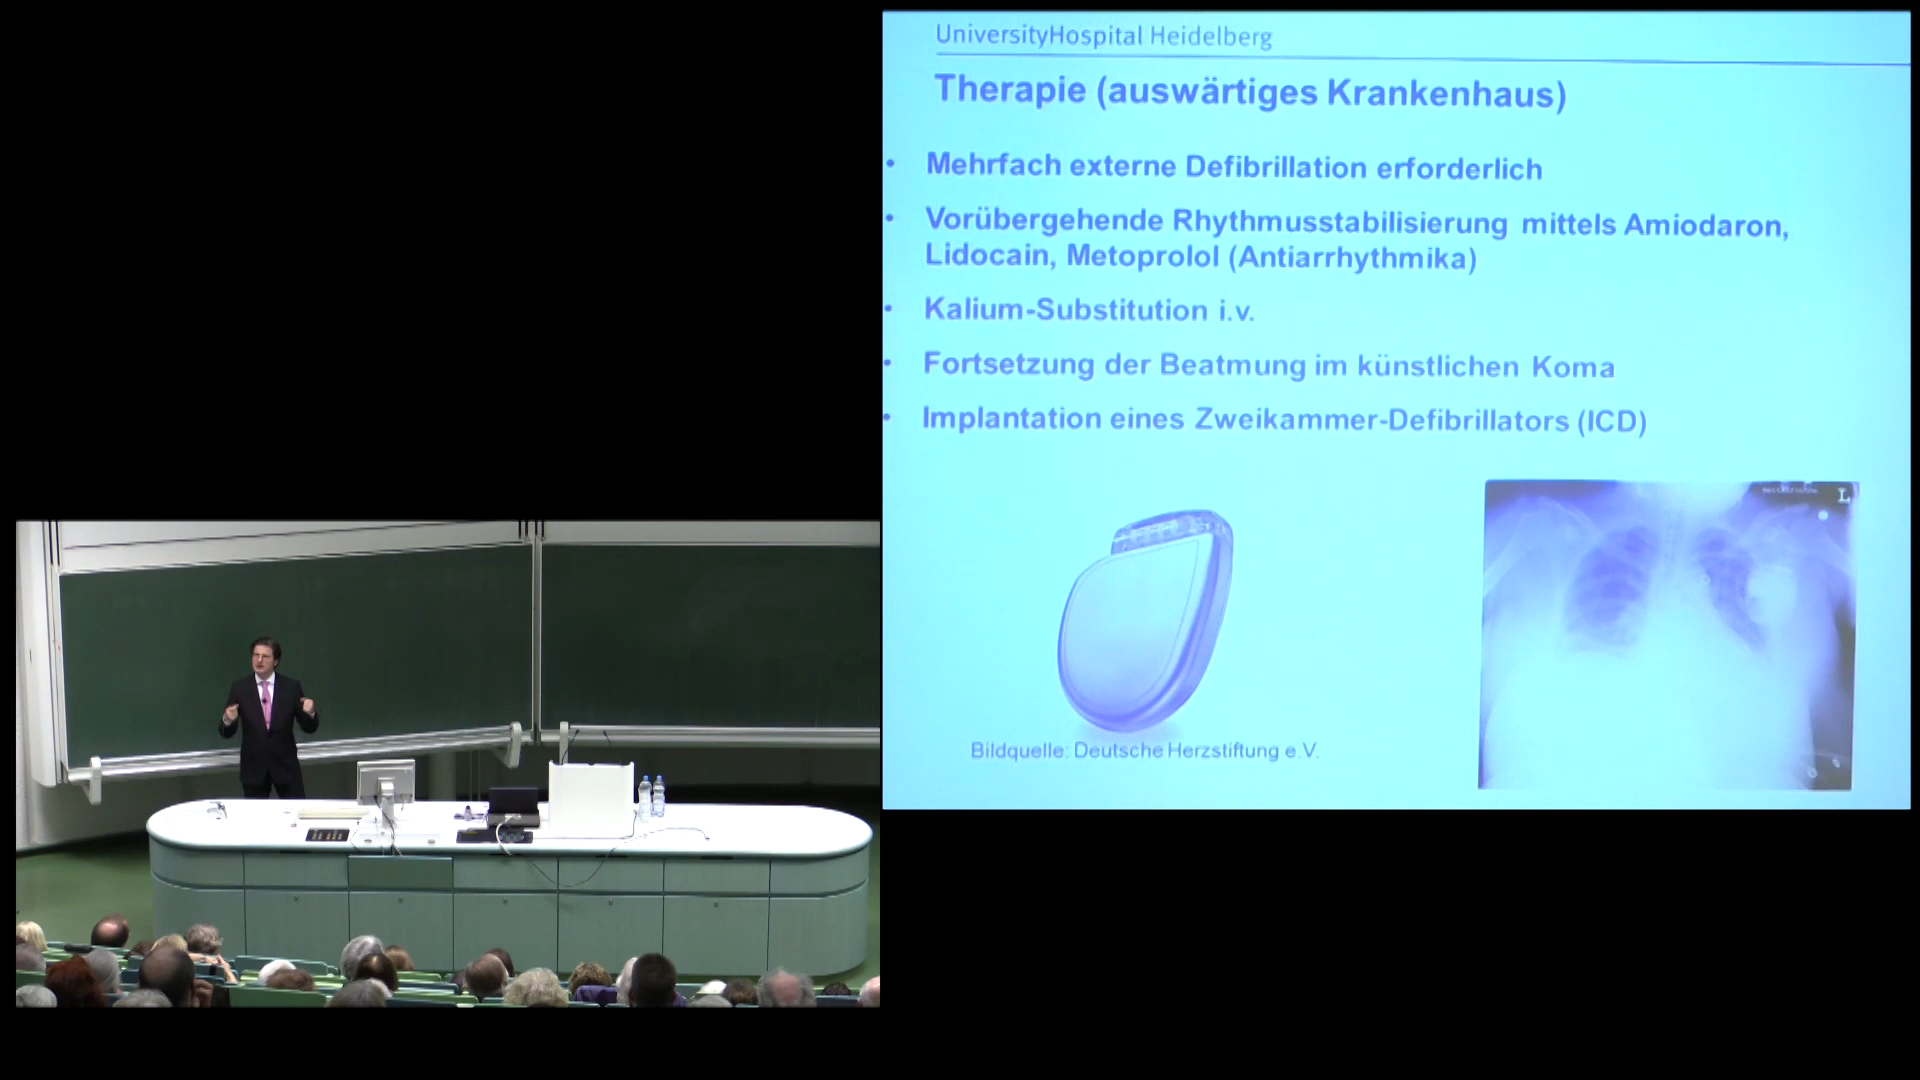 UniversityHospital Heidelberg
Therapie (auswärtiges Krankenhaus)
• Mehrfach externe Defibrillation erforderlich
• Vorübergehende Rhythmusstabilisierung mittels Amiodaron,
Lidocain, Metoprolol (Antiarrhythmika)
• Kalium-Substitution i.v.
• Fortsetzung der Beatmung im künstlichen Koma
• Implantation eines Zweikammer-Defibrillators (ICD)
L
Bildquelle: Deutsche Herzstiftung e.V.